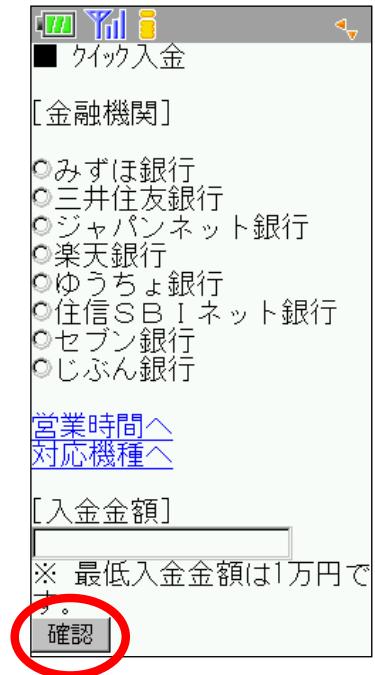 ■ クイック入金
[金融機関]
みずほ銀行
三井住友銀行
ジャパンネット銀行
楽天銀行
ゆうちょ銀行
住信ＳＢＩネット銀行
セブン銀行
じぶん銀行
営業時間へ
対応機種へ
[入金金額]
※ 最低入金金額は1万円で
す。
確認